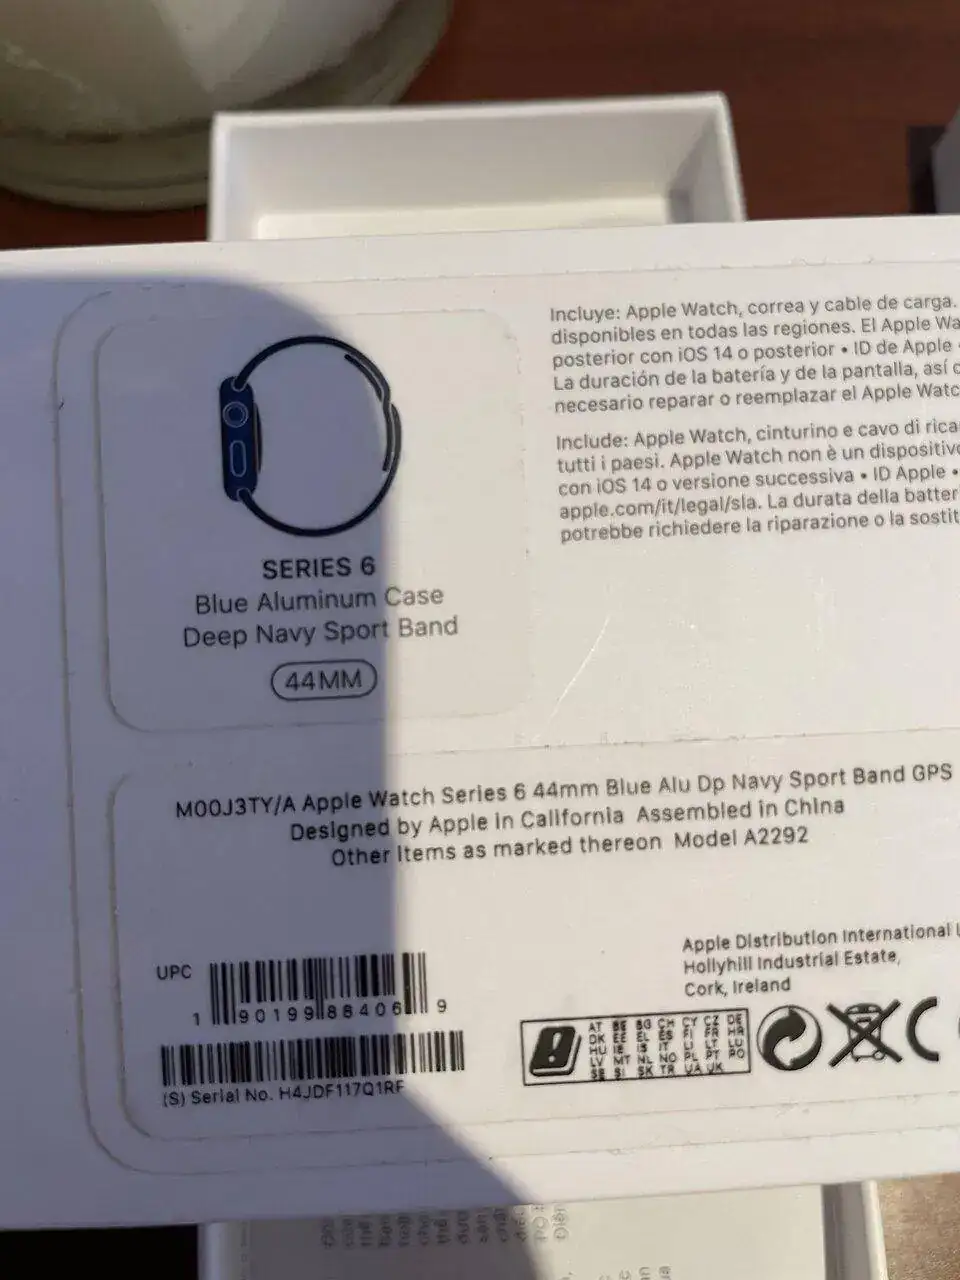 Incluye: Apple Watch, correa y cable de carga.
disponibles en todas las regiones. El Apple Wa
posterior con iOS 14 o posterior • ID de Apple
La duración de la batería y de la pantalla, así c
necesario reparar o reemplazar el Apple Watc
Include: Apple Watch, cinturino e cavo di rica
tutti i paesi. Apple Watch non è un dispositivo
con iOS 14 o versione successiva • ID Apple •
apple.com/it/legal/sla. La durata della batter
potrebbe richiedere la riparazione o la sostit
SERIES 6
Blue Aluminum Case
Deep Navy Sport Band
44MM
M00J3TY/A Apple Watch Series 6 44mm Blue Alu Dp Navy Sport Band GPS
Designed by Apple in California Assembled in China
Other items as marked thereon Model A2292
Apple Distribution International
Hollyhill Industrial Estate,
Cork, Ireland
UPC
1 90199 88406 9
(S) Serial No. H4JDF117Q1RF
AT BE BG CH CY CZ DE
DK EE EL ES FI FR HR
HU IE IS IT LI LT LU
LV MT NL NO PL PT RO
SE SI SK TR UA UK